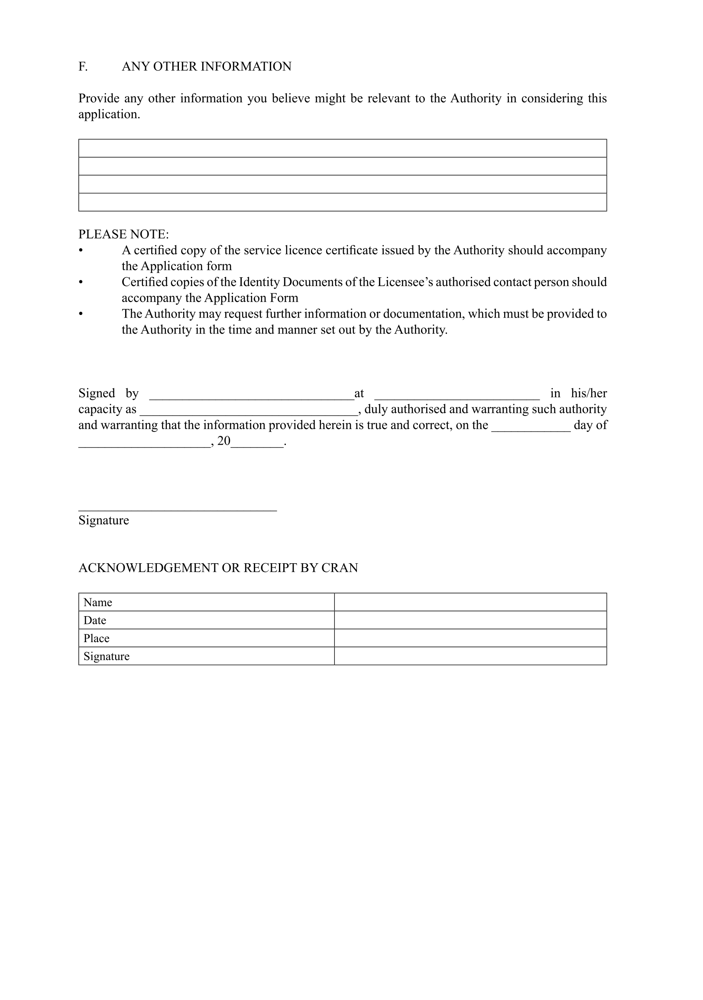 F. ANY OTHER INFORMATION
Provide any other information you believe might be relevant to the Authority in considering this
application.
PLEASE NOTE:
• A certified copy of the service licence certificate issued by the Authority should accompany
the Application form
• Certified copies of the Identity Documents of the Licensee’s authorised contact person should
accompany the Application Form
• The Authority may request further information or documentation, which must be provided to
the Authority in the time and manner set out by the Authority.
Signed by _______________________________at _________________________ in his/her
capacity as _________________________________, duly authorised and warranting such authority
and warranting that the information provided herein is true and correct, on the ____________ day of
____________________, 20________.
______________________________
Signature
ACKNOWLEDGEMENT OR RECEIPT BY CRAN
Name
Date
Place
Signature